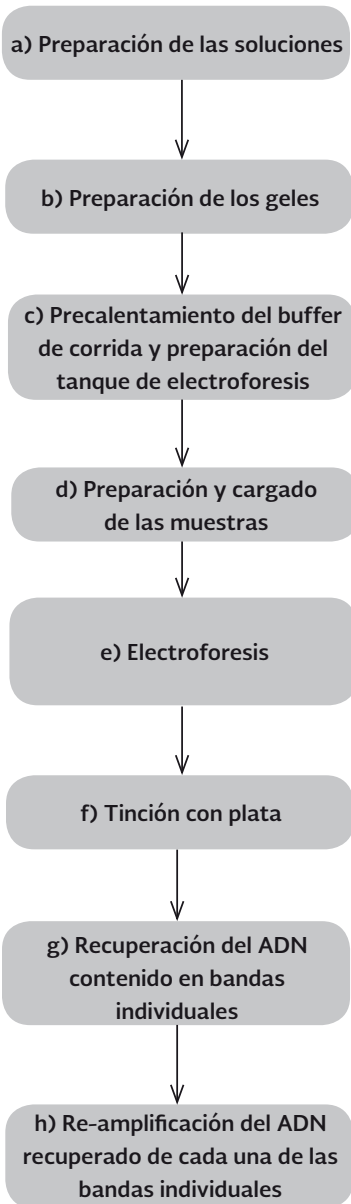 a) Preparación de las soluciones
b) Preparación de los geles
c) Precalentamiento del buffer
de corrida y preparación del
tanque de electroforesis
d) Preparación y cargado
de las muestras
e) Electroforesis
f) Tinción con plata
g) Recuperación del ADN
contenido en bandas
individuales
h) Re-amplificación del ADN
recuperado de cada una de las
bandas individuales